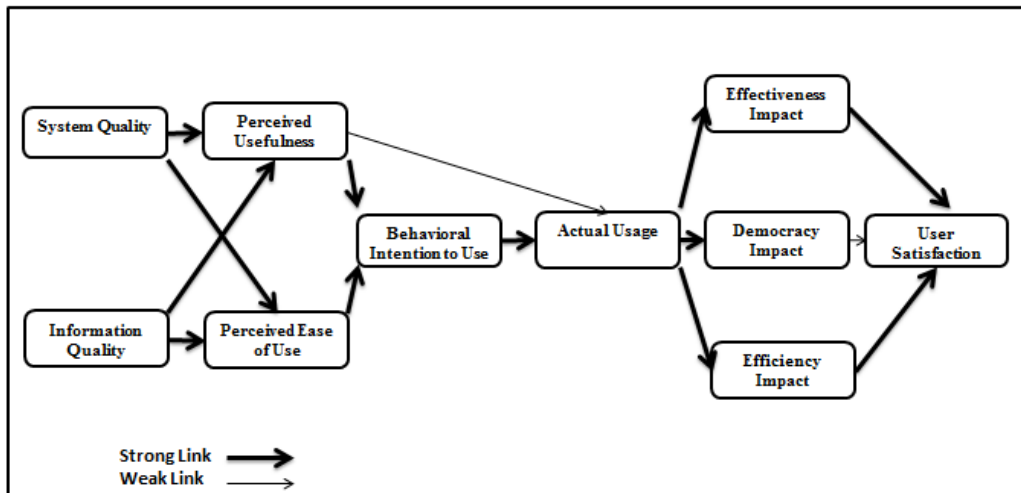 System Quality
Perceived
Usefulness
Effectiveness
Impact
Behavioral
Intention to Use
Actual Usage
Democracy
Impact
User
Satisfaction
Information
Quality
Perceived Ease
of Use
Efficiency
Impact
Strong Link
Weak Link